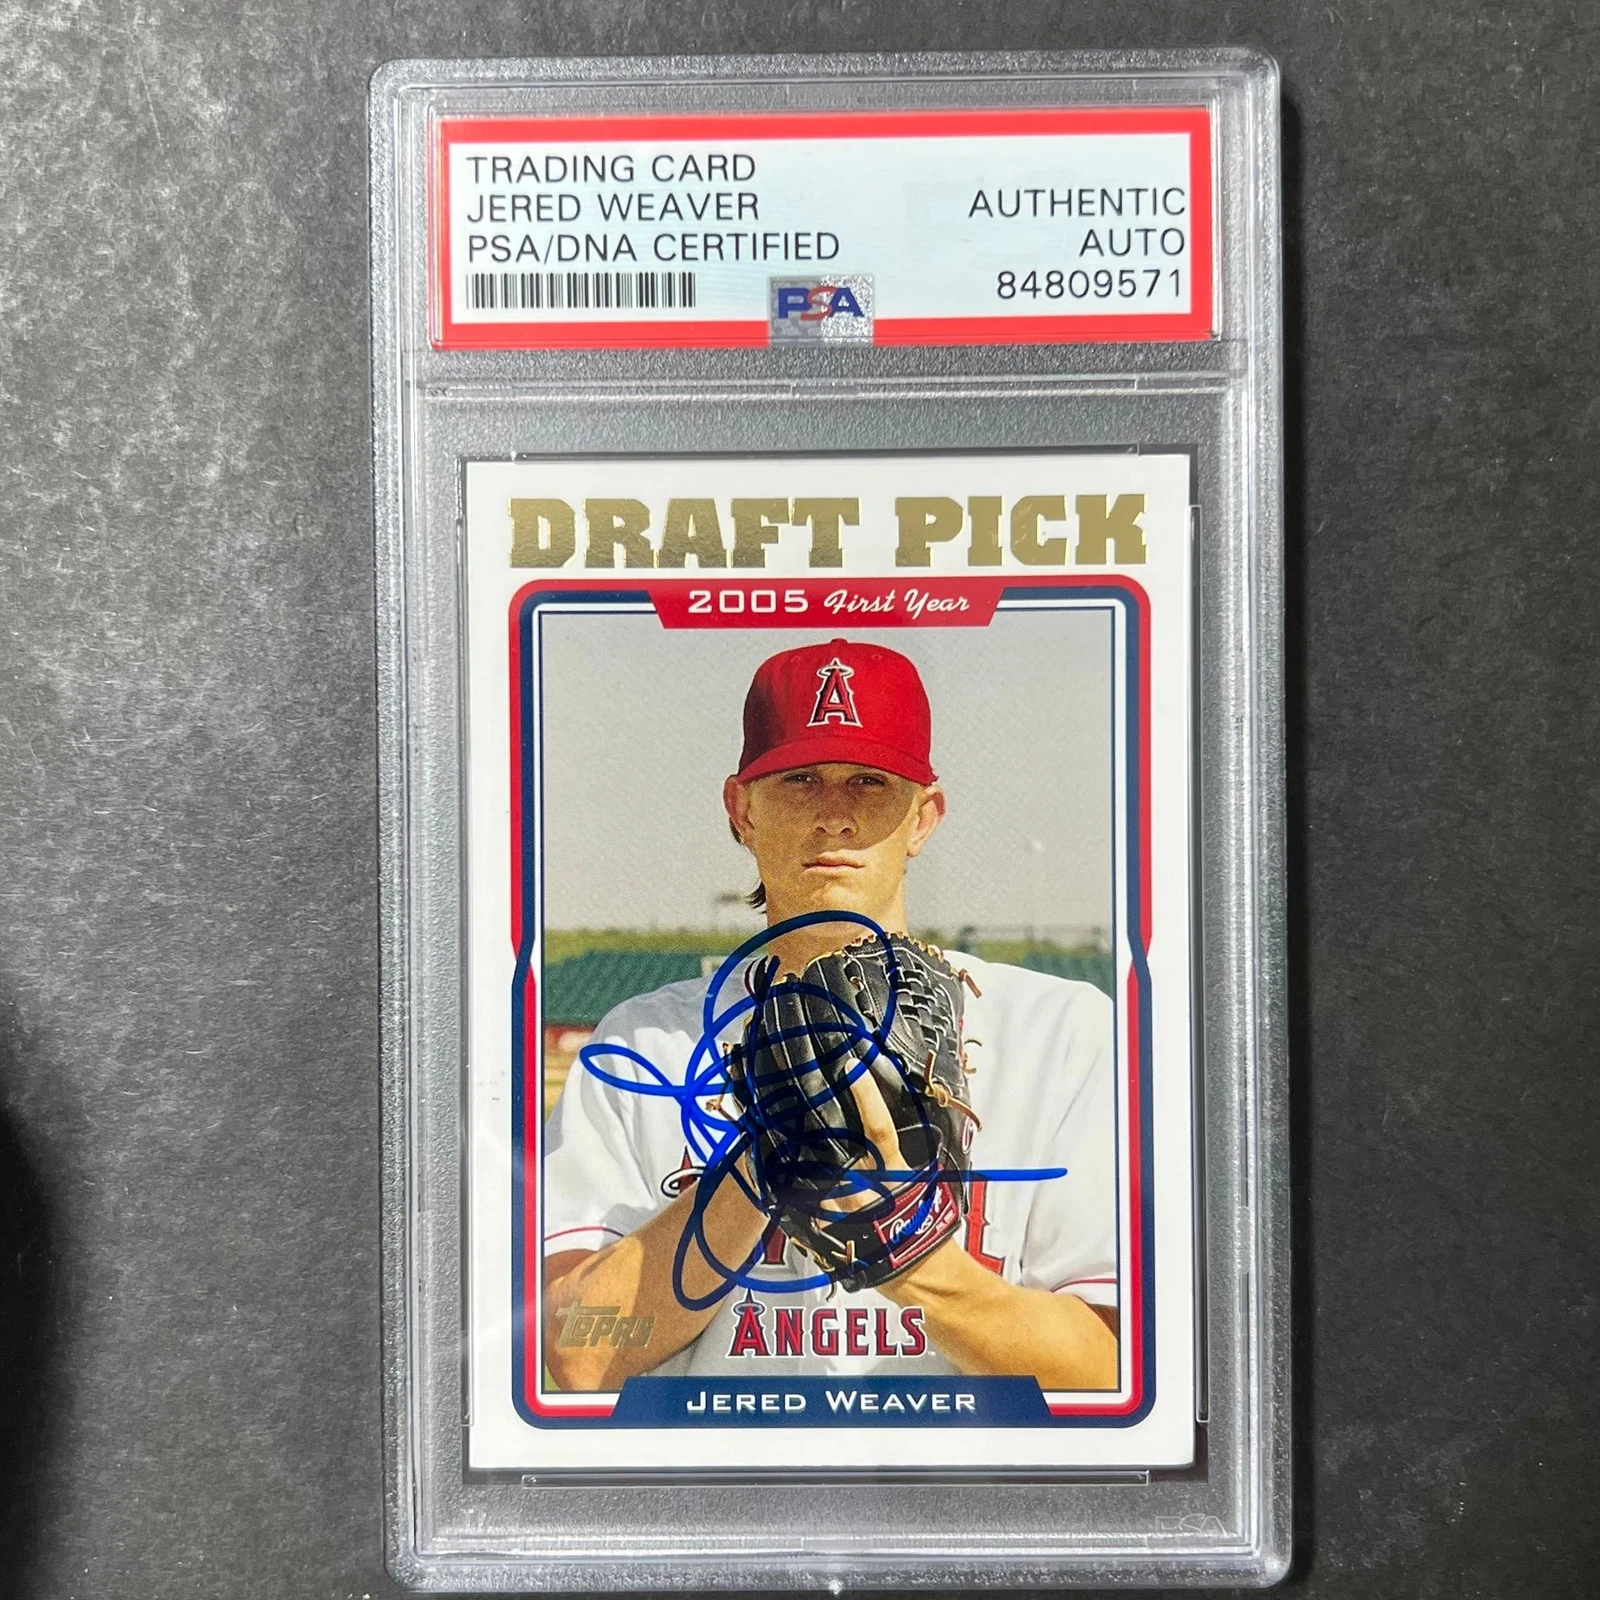 TRADING CARD
JERED WEAVER
PSA/DNA CERTIFIED
AUTHENTIC
AUTO
84809571
PSA
DRAFT PICK
2005 First Year
A
Topps
ANGELS
JERED WEAVER
PSA